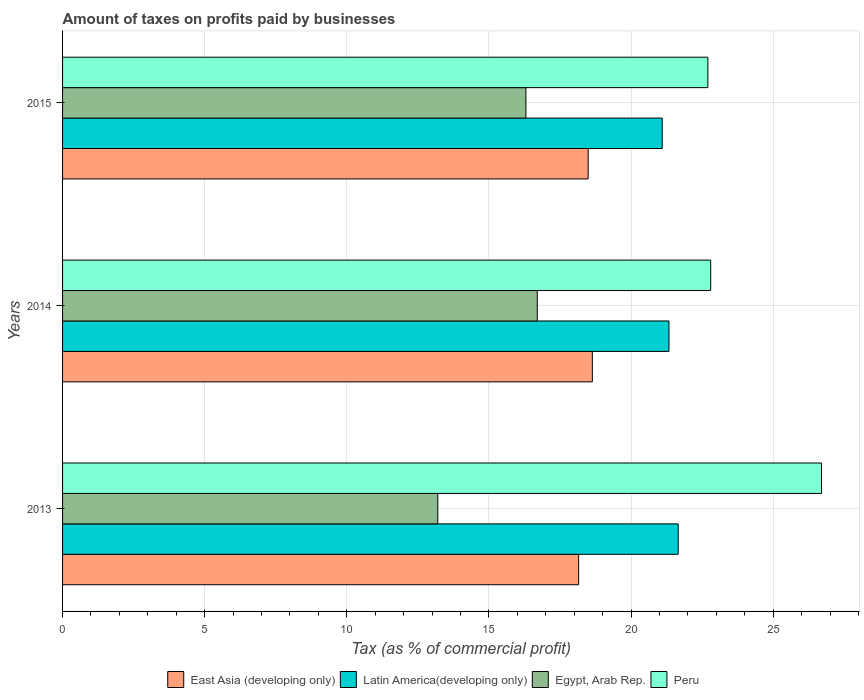 Amount of taxes on profits paid by businesses
Years
2015
2014
2013
0
5
10
15
20
25
Tax (as % of commercial profit)
East Asia (developing only)
Latin America(developing only)
Egypt, Arab Rep.
Peru